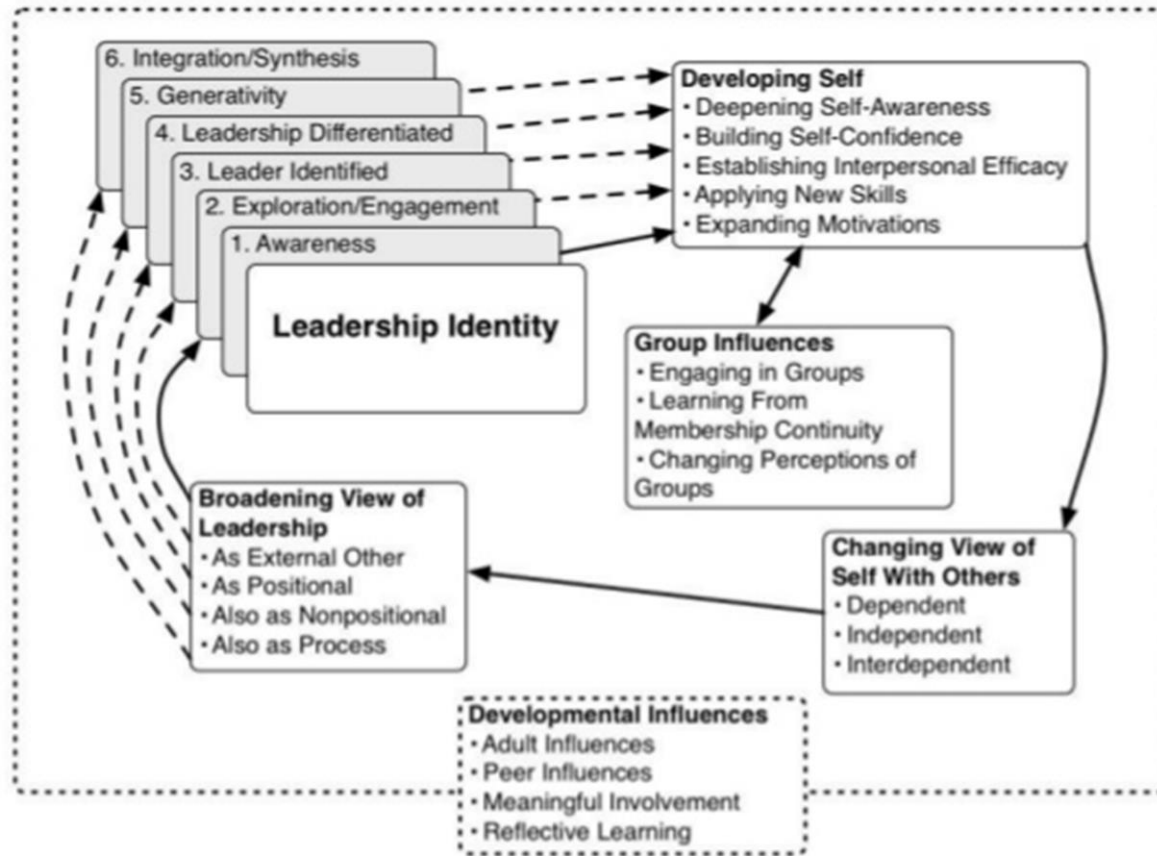 6. Integration/Synthesis
5. Generativity
4. Leadership Differentiated
3. Leader Identified
2. Exploration/Engagement
1. Awareness
Leadership Identity
Developing Self
• Deepening Self-Awareness
• Building Self-Confidence
• Establishing Interpersonal Efficacy
• Applying New Skills
• Expanding Motivations
Group Influences
• Engaging in Groups
• Learning From
Membership Continuity
• Changing Perceptions of
Groups
Broadening View of
Leadership
• As External Other
• As Positional
• Also as Nonpositional
• Also as Process
Changing View of
Self With Others
• Dependent
• Independent
• Interdependent
Developmental Influences
• Adult Influences
• Peer Influences
• Meaningful Involvement
• Reflective Learning